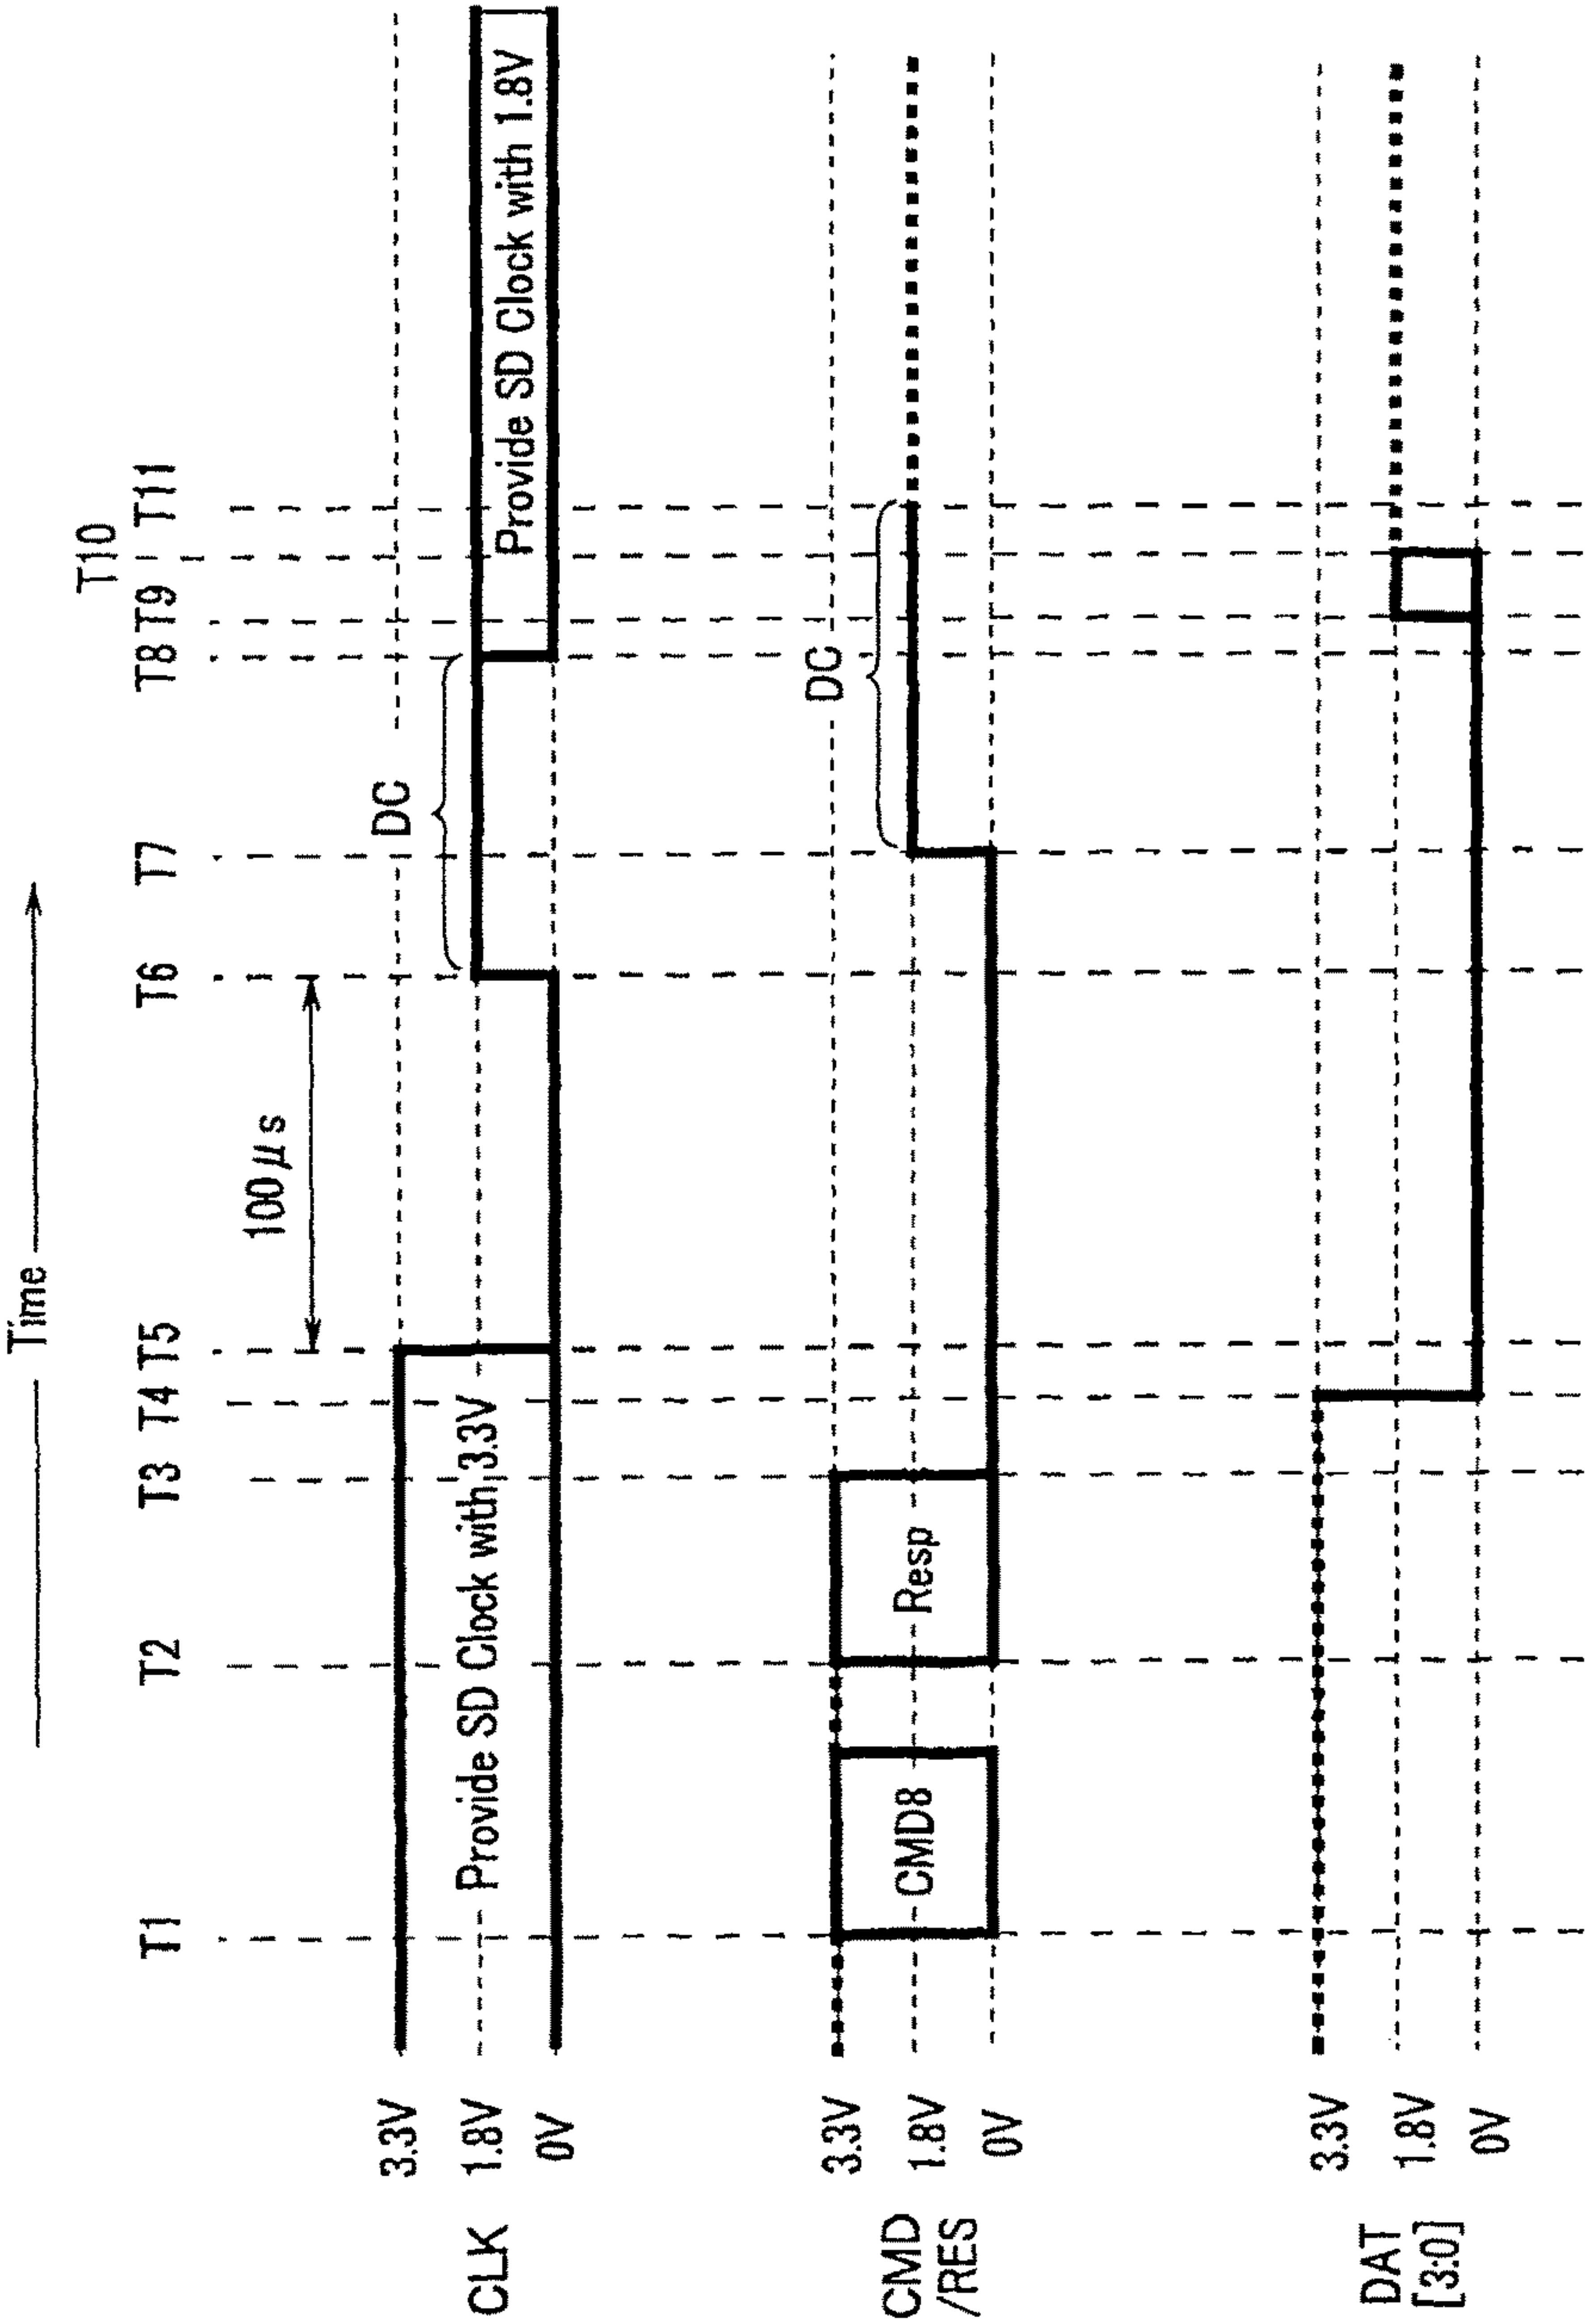 Time
T1 T2 T3 T4 T5 T6 T7 T8 T9 T10 T11
100μs
DC
CLK
3.3V
1.8V
0V
Provide SD Clock with 3.3V
Provide SD Clock with 1.8V
DC
CMD
/RES
3.3V
1.8V
0V
CMD8
Resp
DAT
[3:0]
3.3V
1.8V
0V